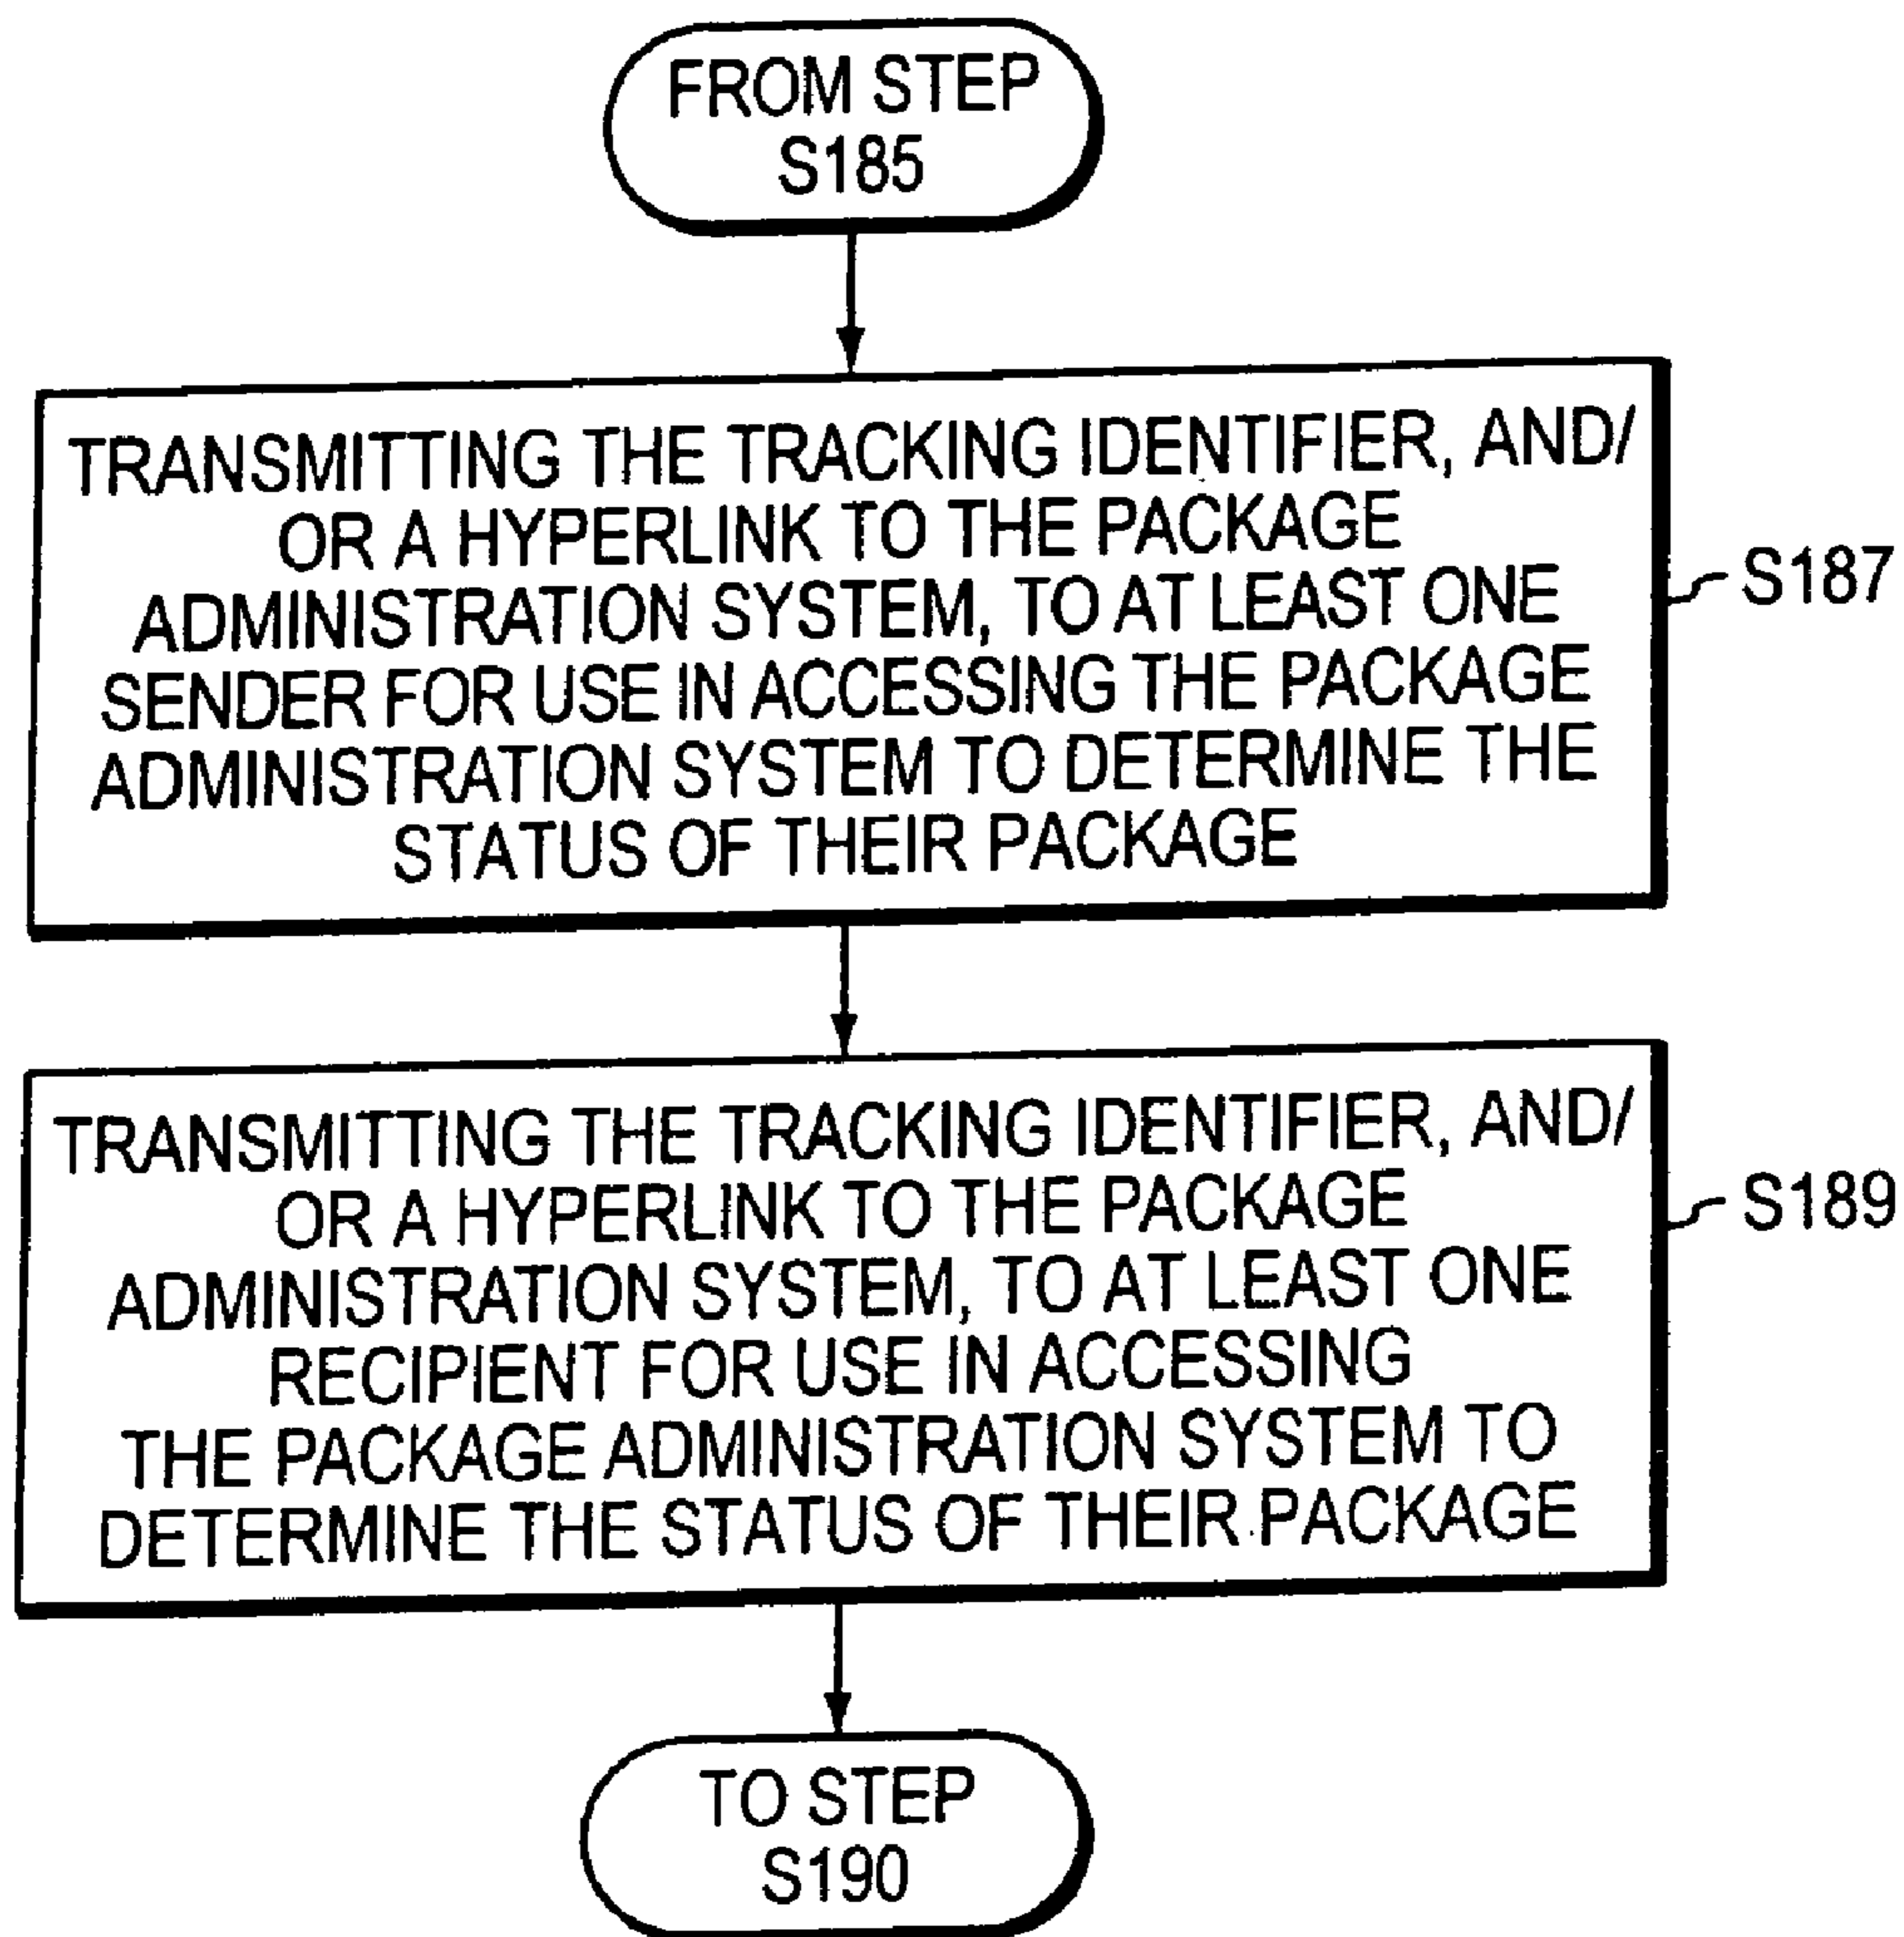 FROM STEP
S185
TRANSMITTING THE TRACKING IDENTIFIER, AND/
OR A HYPERLINK TO THE PACKAGE
ADMINISTRATION SYSTEM, TO AT LEAST ONE
SENDER FOR USE IN ACCESSING THE PACKAGE
ADMINISTRATION SYSTEM TO DETERMINE THE
STATUS OF THEIR PACKAGE
S187
TRANSMITTING THE TRACKING IDENTIFIER, AND/
OR A HYPERLINK TO THE PACKAGE
ADMINISTRATION SYSTEM, TO AT LEAST ONE
RECIPIENT FOR USE IN ACCESSING
THE PACKAGE ADMINISTRATION SYSTEM TO
DETERMINE THE STATUS OF THEIR PACKAGE
S189
TO STEP
S190